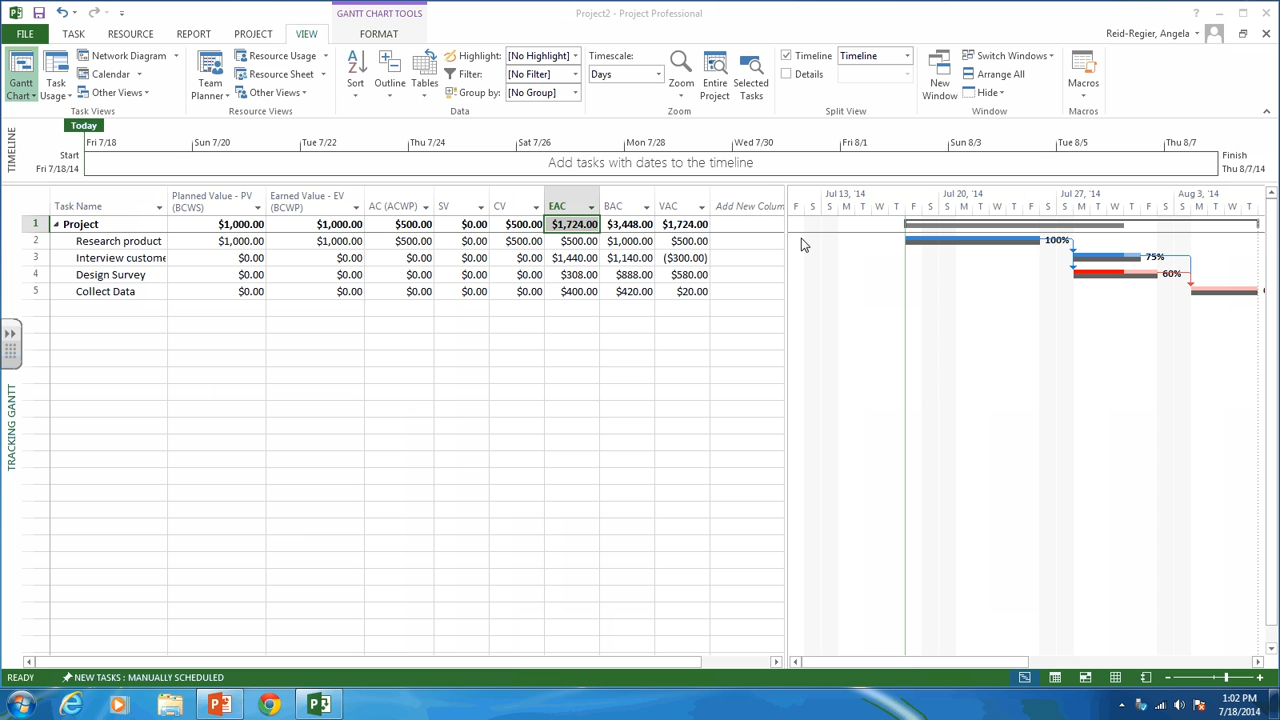 GANTT CHART TOOLS
Project2 - Project Professional
FILE TASK RESOURCE REPORT PROJECT VIEW FORMAT
Reid-Regier, Angela
Gantt Chart
Task Usage
Network Diagram
Calendar
Other Views
Task Views
Team Planner
Resource Usage
Resource Sheet
Other Views
Resource Views
Sort
Outline
Tables
Highlight: [No Highlight]
Filter: [No Filter]
Group by: [No Group]
Data
Timescale:
Days
Zoom
Entire Project
Selected Tasks
Zoom
Timeline Timeline
Details
Split View
New Window
Switch Windows
Arrange All
Hide
Window
Macros
Macros
Today
TIMELINE
Fri 7/18 Sun 7/20 Tue 7/22 Thu 7/24 Sat 7/26 Mon 7/28 Wed 7/30 Fri 8/1 Sun 8/3 Tue 8/5 Thu 8/7
Start
Fri 7/18/14
Add tasks with dates to the timeline
Finish
Thu 8/7/14
Task Name Planned Value - PV (BCWS) Earned Value - EV (BCWP) AC (ACWP) SV CV EAC BAC VAC Add New Colum
Jul 13, '14 Jul 20, '14 Jul 27, '14 Aug 3, '14
F S S M T W T F S S M T W T F S S M T W T F S S M T W T
1 Project $1,000.00 $1,000.00 $500.00 $0.00 $500.00 $1,724.00 $3,448.00 $1,724.00
2 Research product $1,000.00 $1,000.00 $500.00 $0.00 $500.00 $500.00 $1,000.00 $500.00 100%
3 Interview custome $0.00 $0.00 $0.00 $0.00 $0.00 $1,440.00 $1,140.00 ($300.00) 75%
4 Design Survey $0.00 $0.00 $0.00 $0.00 $0.00 $308.00 $888.00 $580.00 60%
5 Collect Data $0.00 $0.00 $0.00 $0.00 $0.00 $400.00 $420.00 $20.00
TRACKING GANTT
READY NEW TASKS : MANUALLY SCHEDULED
1:02 PM
7/18/2014